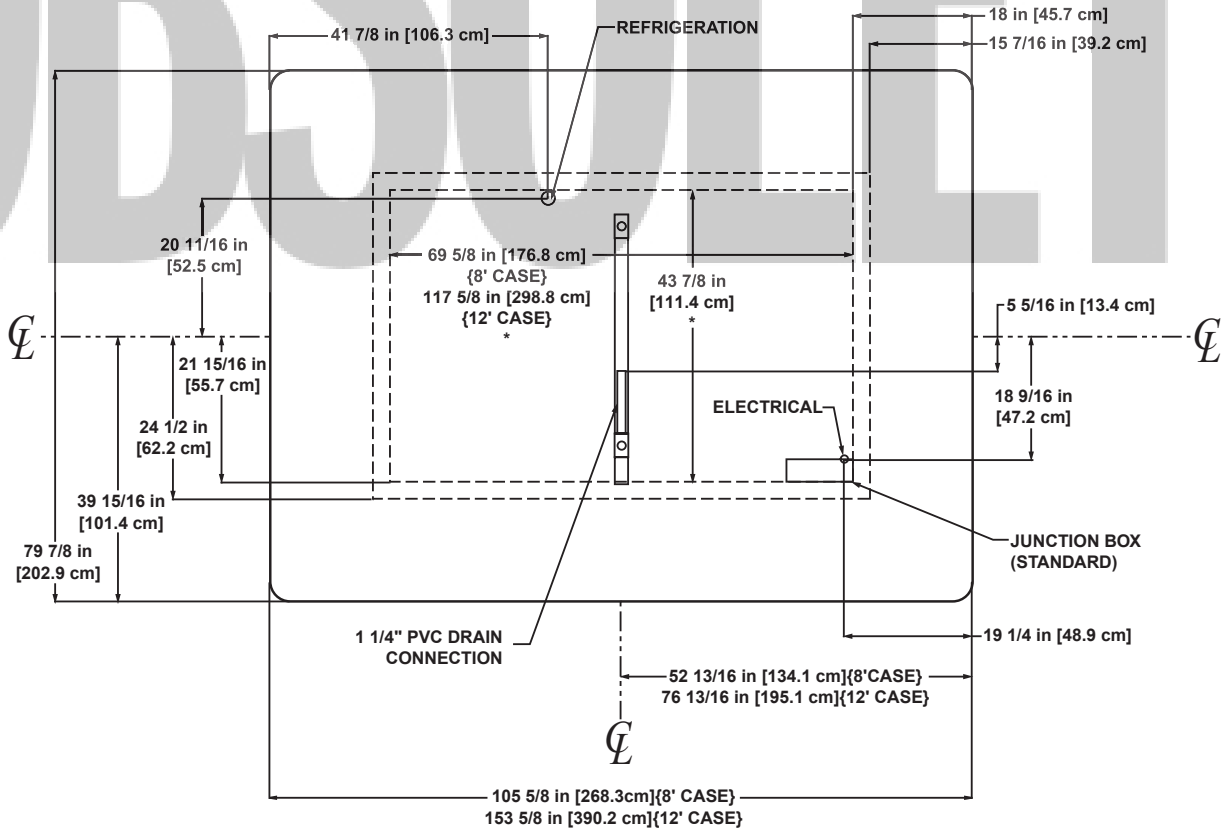 OBSOLET
18 in [45.7 cm]
41 7/8 in [106.3 cm]
REFRIGERATION
15 7/16 in [39.2 cm]
20 11/16 in
[52.5 cm]
69 5/8 in [176.8 cm]
{8' CASE}
117 5/8 in [298.8 cm]
{12' CASE}
*
43 7/8 in
[111.4 cm]
*
5 5/16 in [13.4 cm]
CL
CL
21 15/16 in
[55.7 cm]
24 1/2 in
[62.2 cm]
ELECTRICAL
18 9/16 in
[47.2 cm]
39 15/16 in
[101.4 cm]
79 7/8 in
[202.9 cm]
JUNCTION BOX
(STANDARD)
1 1/4" PVC DRAIN
CONNECTION
19 1/4 in [48.9 cm]
52 13/16 in [134.1 cm]{8'CASE}
76 13/16 in [195.1 cm]{12' CASE}
CL
105 5/8 in [268.3cm]{8' CASE}
153 5/8 in [390.2 cm]{12' CASE}